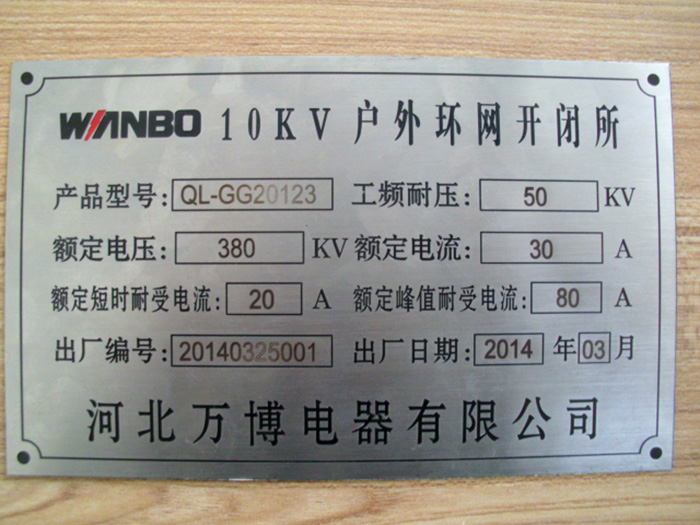 WANBO 10KV户外环网开闭所
产品型号: QL-GG20123 工频耐压: 50 KV
额定电压: 380 KV 额定电流: 30 A
额定短时耐受电流: 20 A 额定峰值耐受电流: 80 A
出厂编号: 20140325001 出厂日期: 2014 年 03 月
河北万博电器有限公司